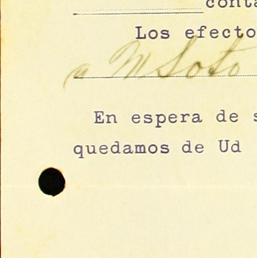 conta
Los efecto
a M Soto
En espera de s
quedamos de Ud